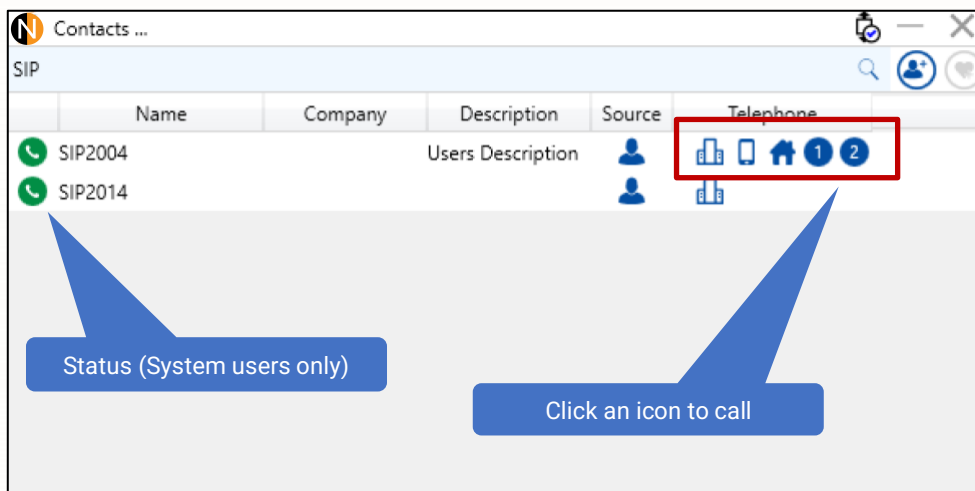 N Contacts ...
SIP
Name Company Description Source Telephone
SIP2004 Users Description 1 2
SIP2014
Status (System users only)
Click an icon to call